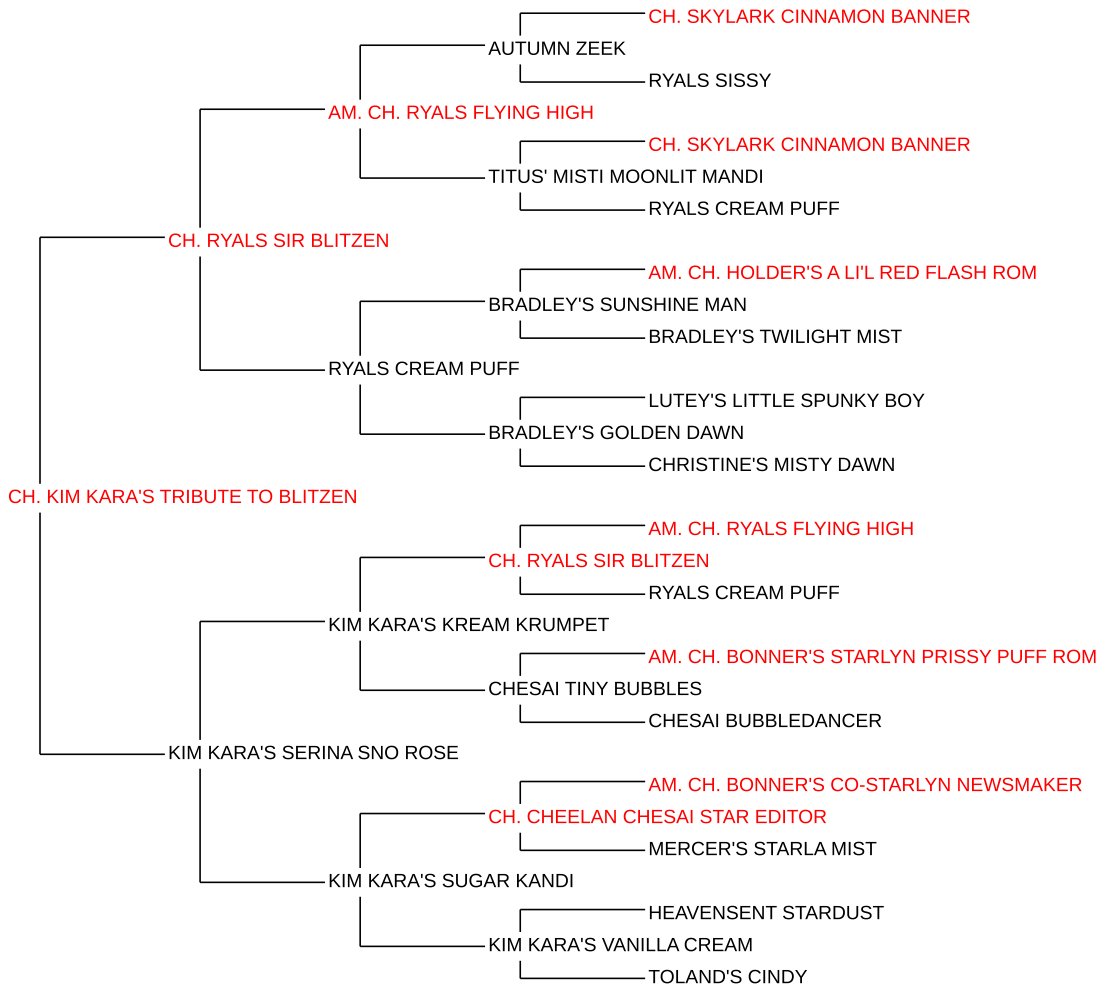 CH. SKYLARK CINNAMON BANNER
AUTUMN ZEEK
RYALS SISSY
AM. CH. RYALS FLYING HIGH
CH. SKYLARK CINNAMON BANNER
TITUS' MISTI MOONLIT MANDI
RYALS CREAM PUFF
CH. RYALS SIR BLITZEN
AM. CH. HOLDER'S A LI'L RED FLASH ROM
BRADLEY'S SUNSHINE MAN
BRADLEY'S TWILIGHT MIST
RYALS CREAM PUFF
LUTEY'S LITTLE SPUNKY BOY
BRADLEY'S GOLDEN DAWN
CHRISTINE'S MISTY DAWN
CH. KIM KARA'S TRIBUTE TO BLITZEN
AM. CH. RYALS FLYING HIGH
CH. RYALS SIR BLITZEN
RYALS CREAM PUFF
KIM KARA'S KREAM KRUMPET
AM. CH. BONNER'S STARLYN PRISSY PUFF ROM
CHESAI TINY BUBBLES
CHESAI BUBBLEDANCER
KIM KARA'S SERINA SNO ROSE
AM. CH. BONNER'S CO-STARLYN NEWSMAKER
CH. CHEELAN CHESAI STAR EDITOR
MERCER'S STARLA MIST
KIM KARA'S SUGAR KANDI
HEAVENSENT STARDUST
KIM KARA'S VANILLA CREAM
TOLAND'S CINDY